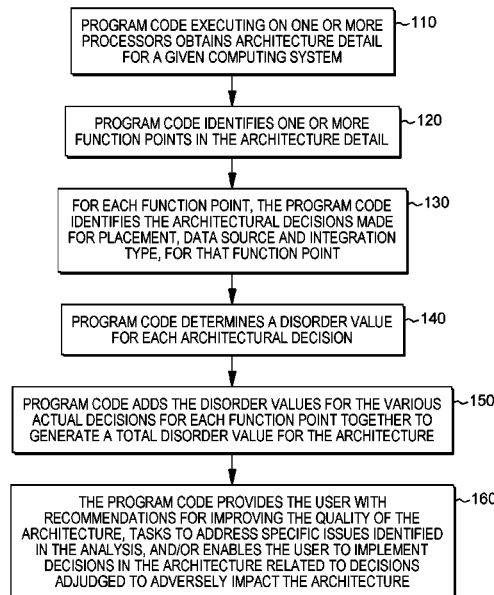 PROGRAM CODE EXECUTING ON ONE OR MORE
PROCESSORS OBTAINS ARCHITECTURE DETAIL
FOR A GIVEN COMPUTING SYSTEM
110
PROGRAM CODE IDENTIFIES ONE OR MORE
FUNCTION POINTS IN THE ARCHITECTURE DETAIL
120
FOR EACH FUNCTION POINT, THE PROGRAM CODE
IDENTIFIES THE ARCHITECTURAL DECISIONS MADE
FOR PLACEMENT, DATA SOURCE AND INTEGRATION
TYPE, FOR THAT FUNCTION POINT
130
PROGRAM CODE DETERMINES A DISORDER VALUE
FOR EACH ARCHITECTURAL DECISION
140
PROGRAM CODE ADDS THE DISORDER VALUES FOR THE VARIOUS
ACTUAL DECISIONS FOR EACH FUNCTION POINT TOGETHER TO
GENERATE A TOTAL DISORDER VALUE FOR THE ARCHITECTURE
150
THE PROGRAM CODE PROVIDES THE USER WITH
RECOMMENDATIONS FOR IMPROVING THE QUALITY OF THE
ARCHITECTURE, TASKS TO ADDRESS SPECIFIC ISSUES IDENTIFIED
IN THE ANALYSIS, AND/OR ENABLES THE USER TO IMPLEMENT
DECISIONS IN THE ARCHITECTURE RELATED TO DECISIONS
ADJUDGED TO ADVERSELY IMPACT THE ARCHITECTURE
160